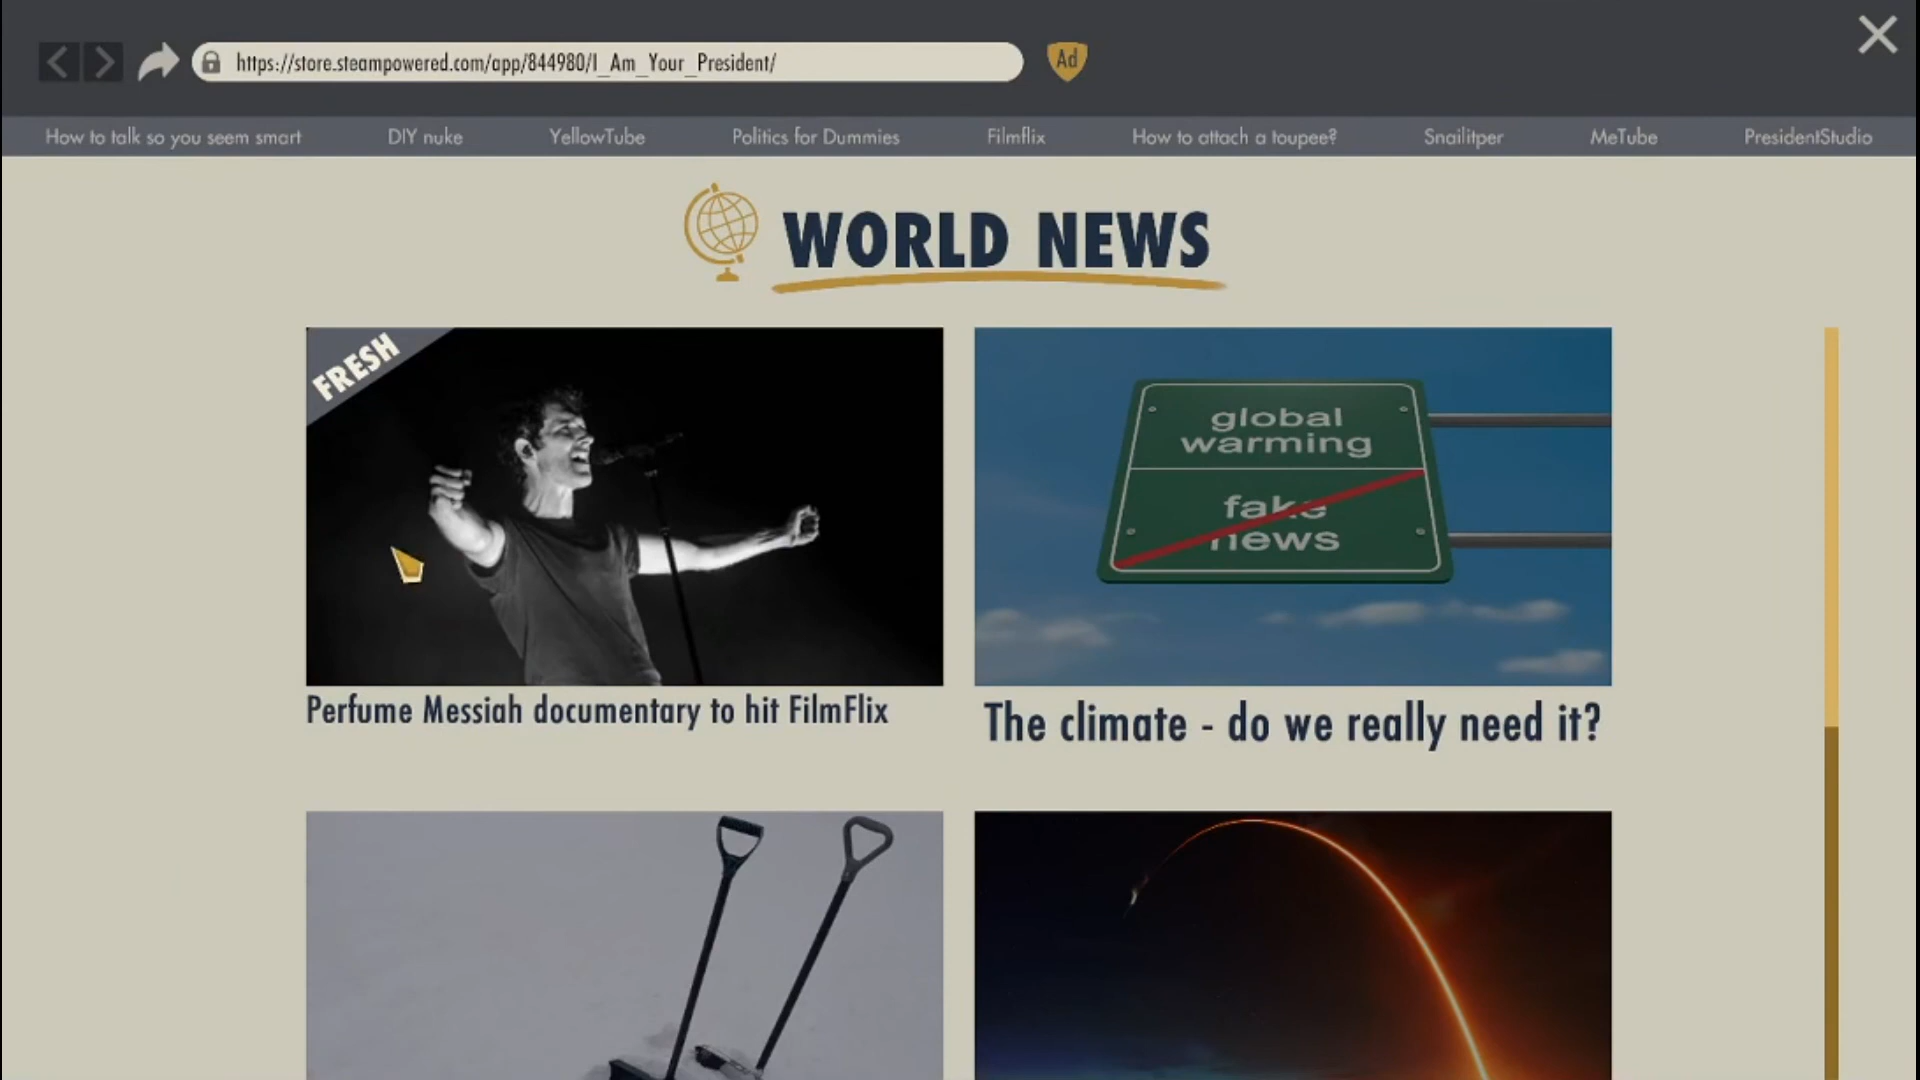 https://store.steampowered.com/app/844980/I_Am_Your_President/
Ad
How to talk so you seem smart
DIY nuke
YellowTube
Politics for Dummies
Filmflix
How to attach a toupee?
Snailitper
MeTube
PresidentStudio
WORLD NEWS
FRESH
global
warming
fake
news
Perfume Messiah documentary to hit FilmFlix
The climate - do we really need it?